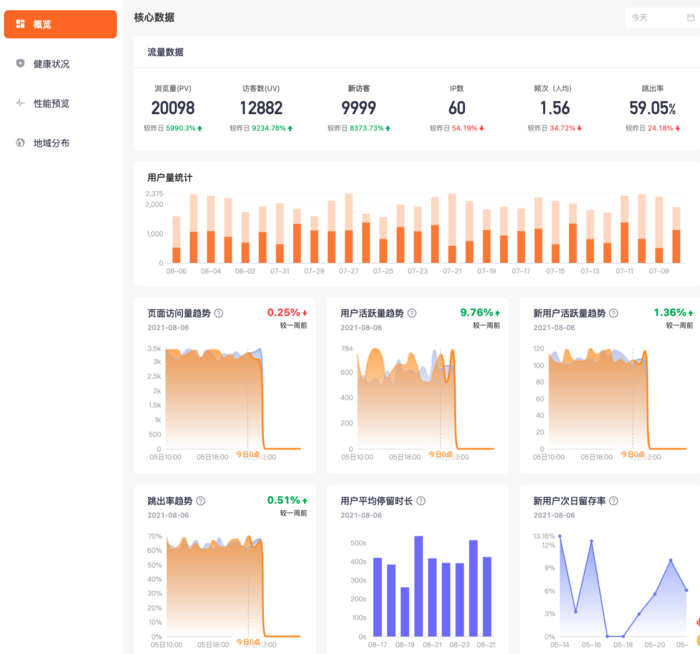 概览
健康状况
性能预览
地域分布
核心数据
今天
流量数据
浏览量(PV) 访客数(UV) 新访客 IP数 频次 (人均) 跳出率
20098 12882 9999 60 1.56 59.05%
较昨日 5990.3% 较昨日 9234.78% 较昨日 8373.73% 较昨日 54.19% 较昨日 34.72% 较昨日 24.18%
用户量统计
2,375
2,000
1,000
0
08-06 08-04 08-02 07-31 07-29 07-27 07-25 07-23 07-21 07-19 07-17 07-15 07-13 07-11 07-09
页面访问量趋势 ? 0.25%
2021-08-06 较一周前
3.5k
3k
2.5k
2k
1.5k
1k
500
0
05日10:00 05日18:00 今日0点 2:00
用户活跃量趋势 ? 9.76%
2021-08-06 较一周前
784
600
400
200
0
05日10:00 05日18:00 今日0点 2:00
新用户活跃量趋势 ? 1.36%
2021-08-06 较一周前
120
100
80
60
40
20
0
05日10:00 05日18:00 今日0点 2:00
跳出率趋势 ? 0.51%
2021-08-06 较一周前
70%
60%
50%
40%
30%
20%
10%
0%
05日10:00 05日18:00 今日0点 2:00
用户平均停留时长 ?
2021-08-06
500s
400s
300s
200s
100s
0s
08-17 08-19 08-21 08-23 08-25
新用户次日留存率 ?
2021-08-06
13.16%
12%
9%
6%
3%
0%
05-14 05-16 05-18 05-20 05-